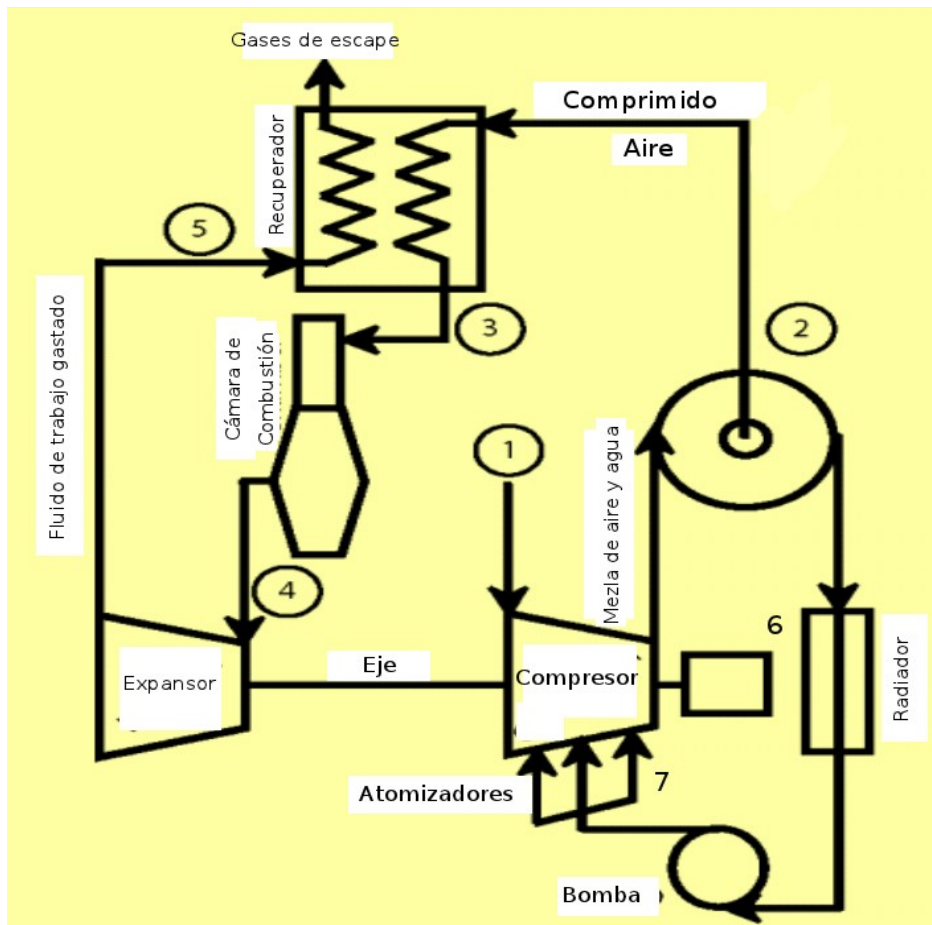 Gases de escape
Comprimido
Aire
Recuperador
5
3
2
Cámara de
Combustión
Fluido de trabajo gastado
1
Mezla de aire y agua
4
6
Eje
Expansor
Compresor
Radiador
7
Atomizadores
Bomba